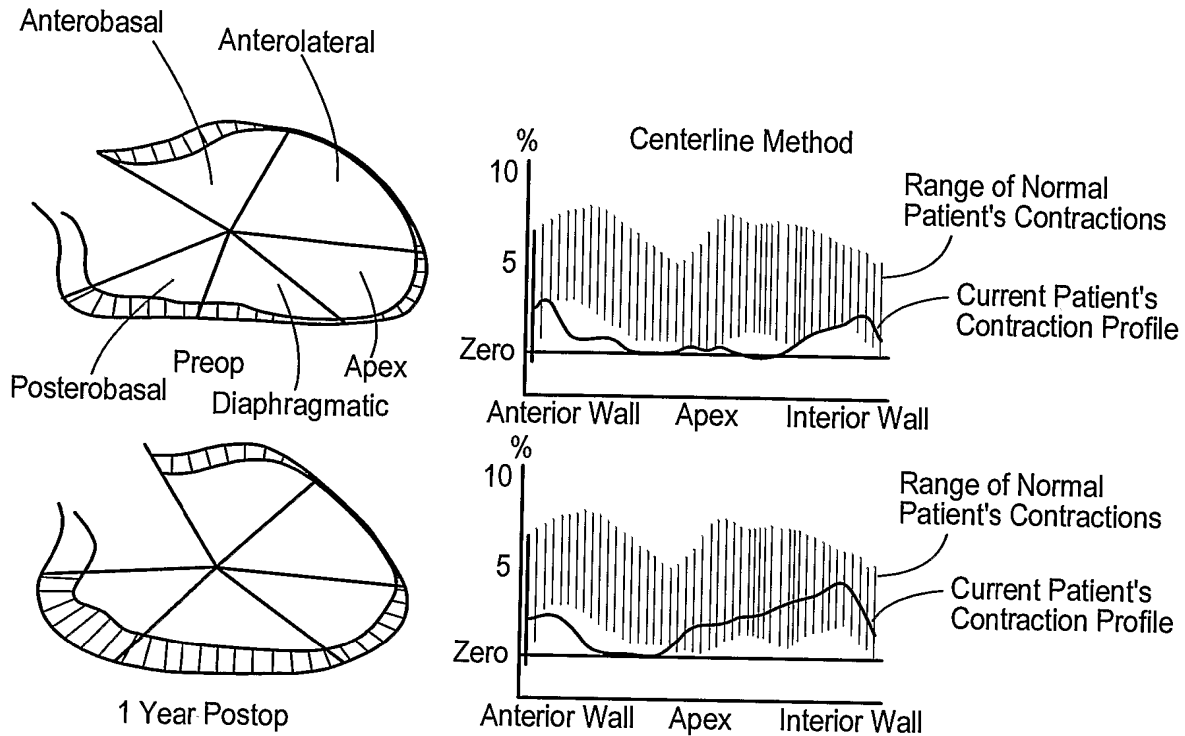 Anterobasal
Anterolateral
Posterobasal
Preop
Diaphragmatic
Apex
%
Centerline Method
10
5
Zero
Range of Normal
Patient's Contractions
Current Patient's
Contraction Profile
Anterior Wall Apex Interior Wall
1 Year Postop
%
10
5
Zero
Range of Normal
Patient's Contractions
Current Patient's
Contraction Profile
Anterior Wall Apex Interior Wall